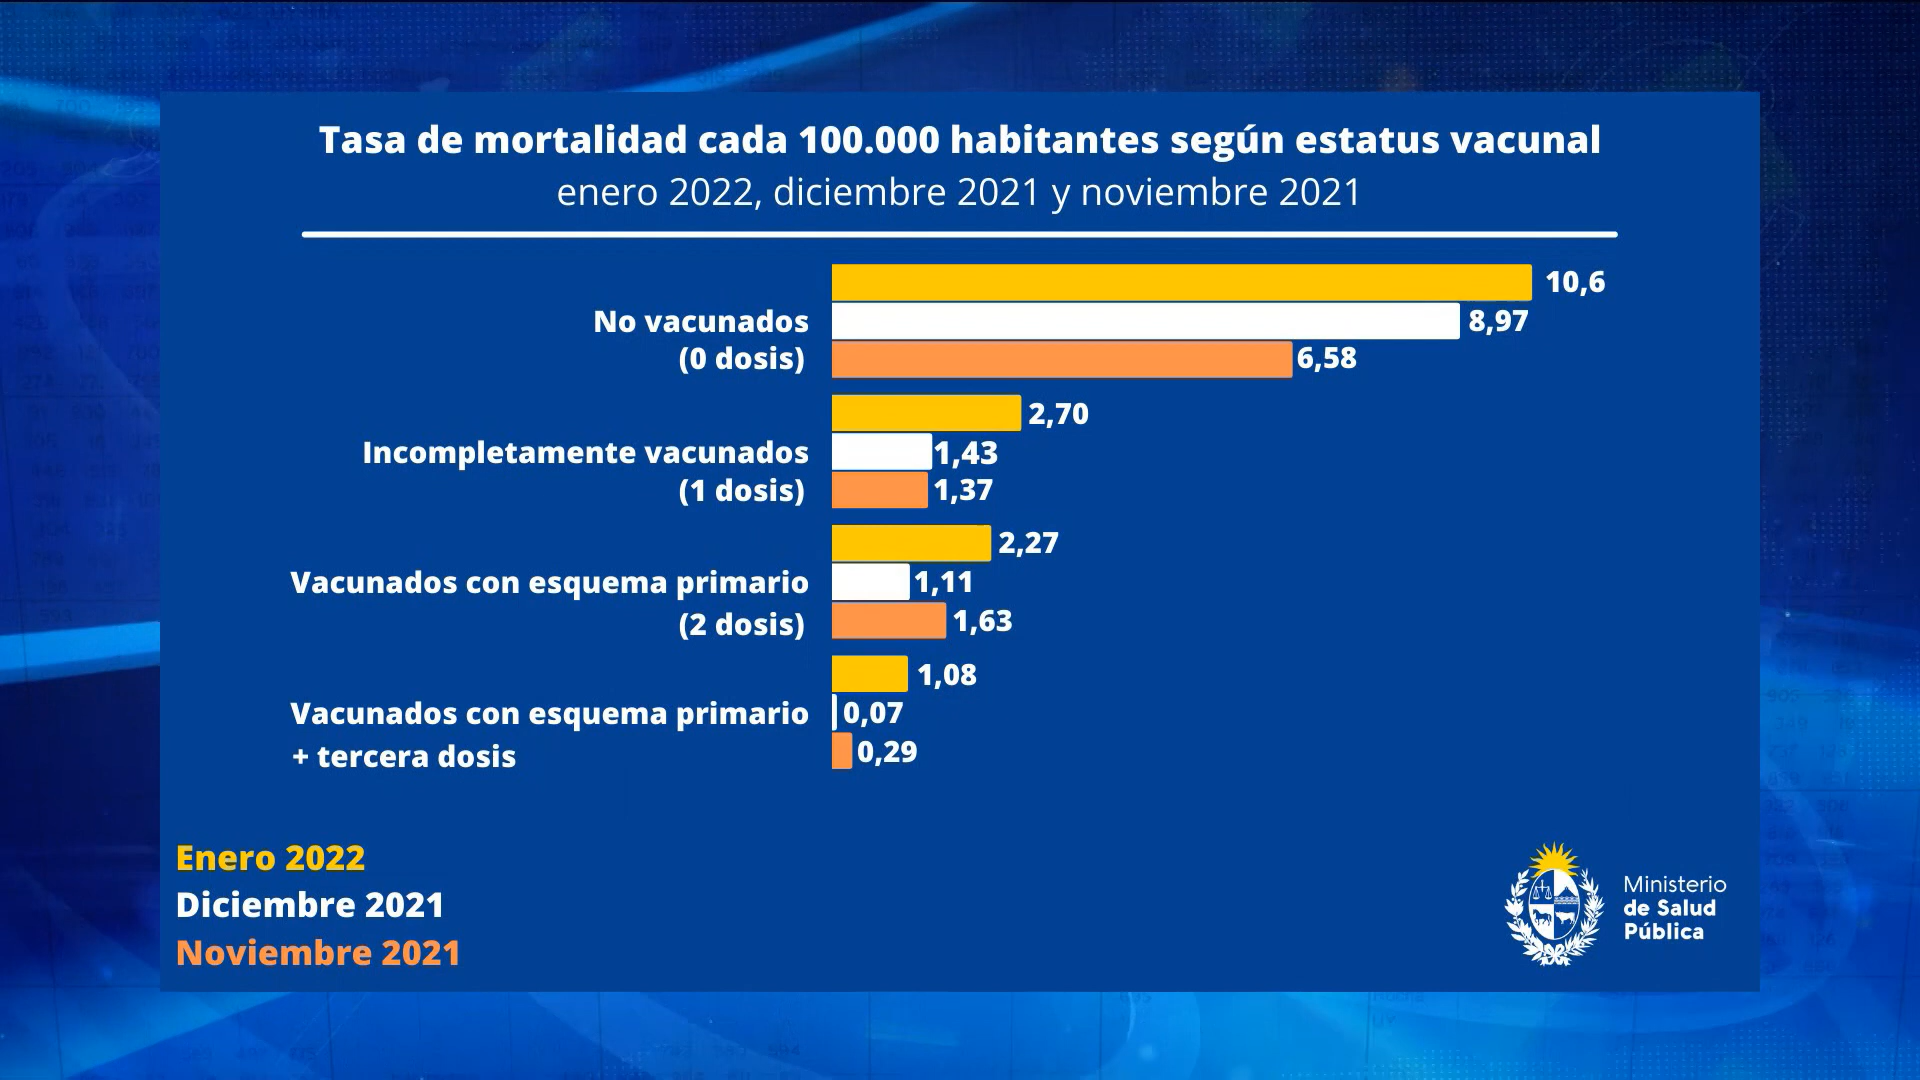 Tasa de mortalidad cada 100.000 habitantes según estatus vacunal
enero 2022, diciembre 2021 y noviembre 2021
No vacunados
(0 dosis)
10,6
8,97
6,58
Incompletamente vacunados
(1 dosis)
2,70
1,43
1,37
Vacunados con esquema primario
(2 dosis)
2,27
1,11
1,63
Vacunados con esquema primario
+ tercera dosis
1,08
0,07
0,29
Enero 2022
Diciembre 2021
Noviembre 2021
Ministerio
de Salud
Pública